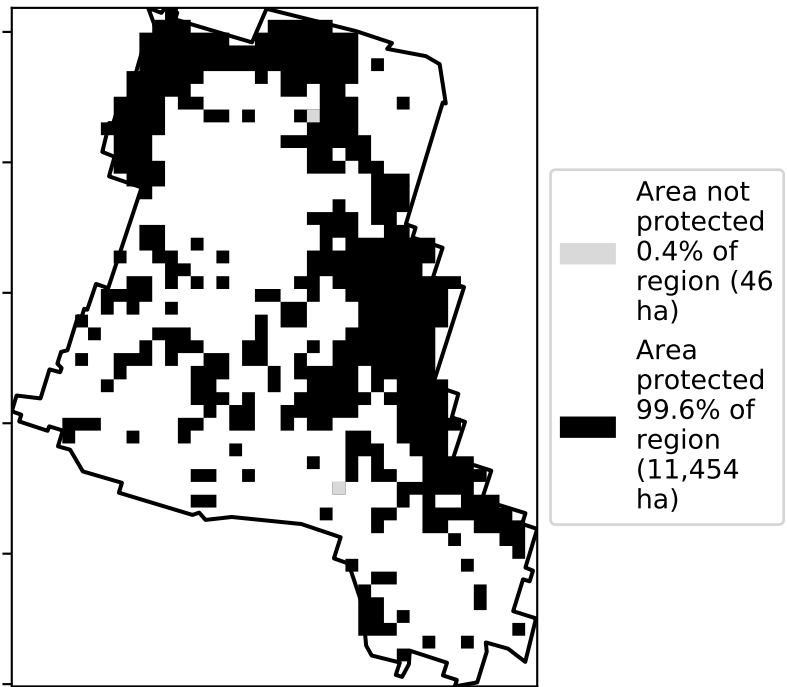 Area not
protected
0.4% of
region (46
ha)
Area
protected
99.6% of
region
(11,454
ha)